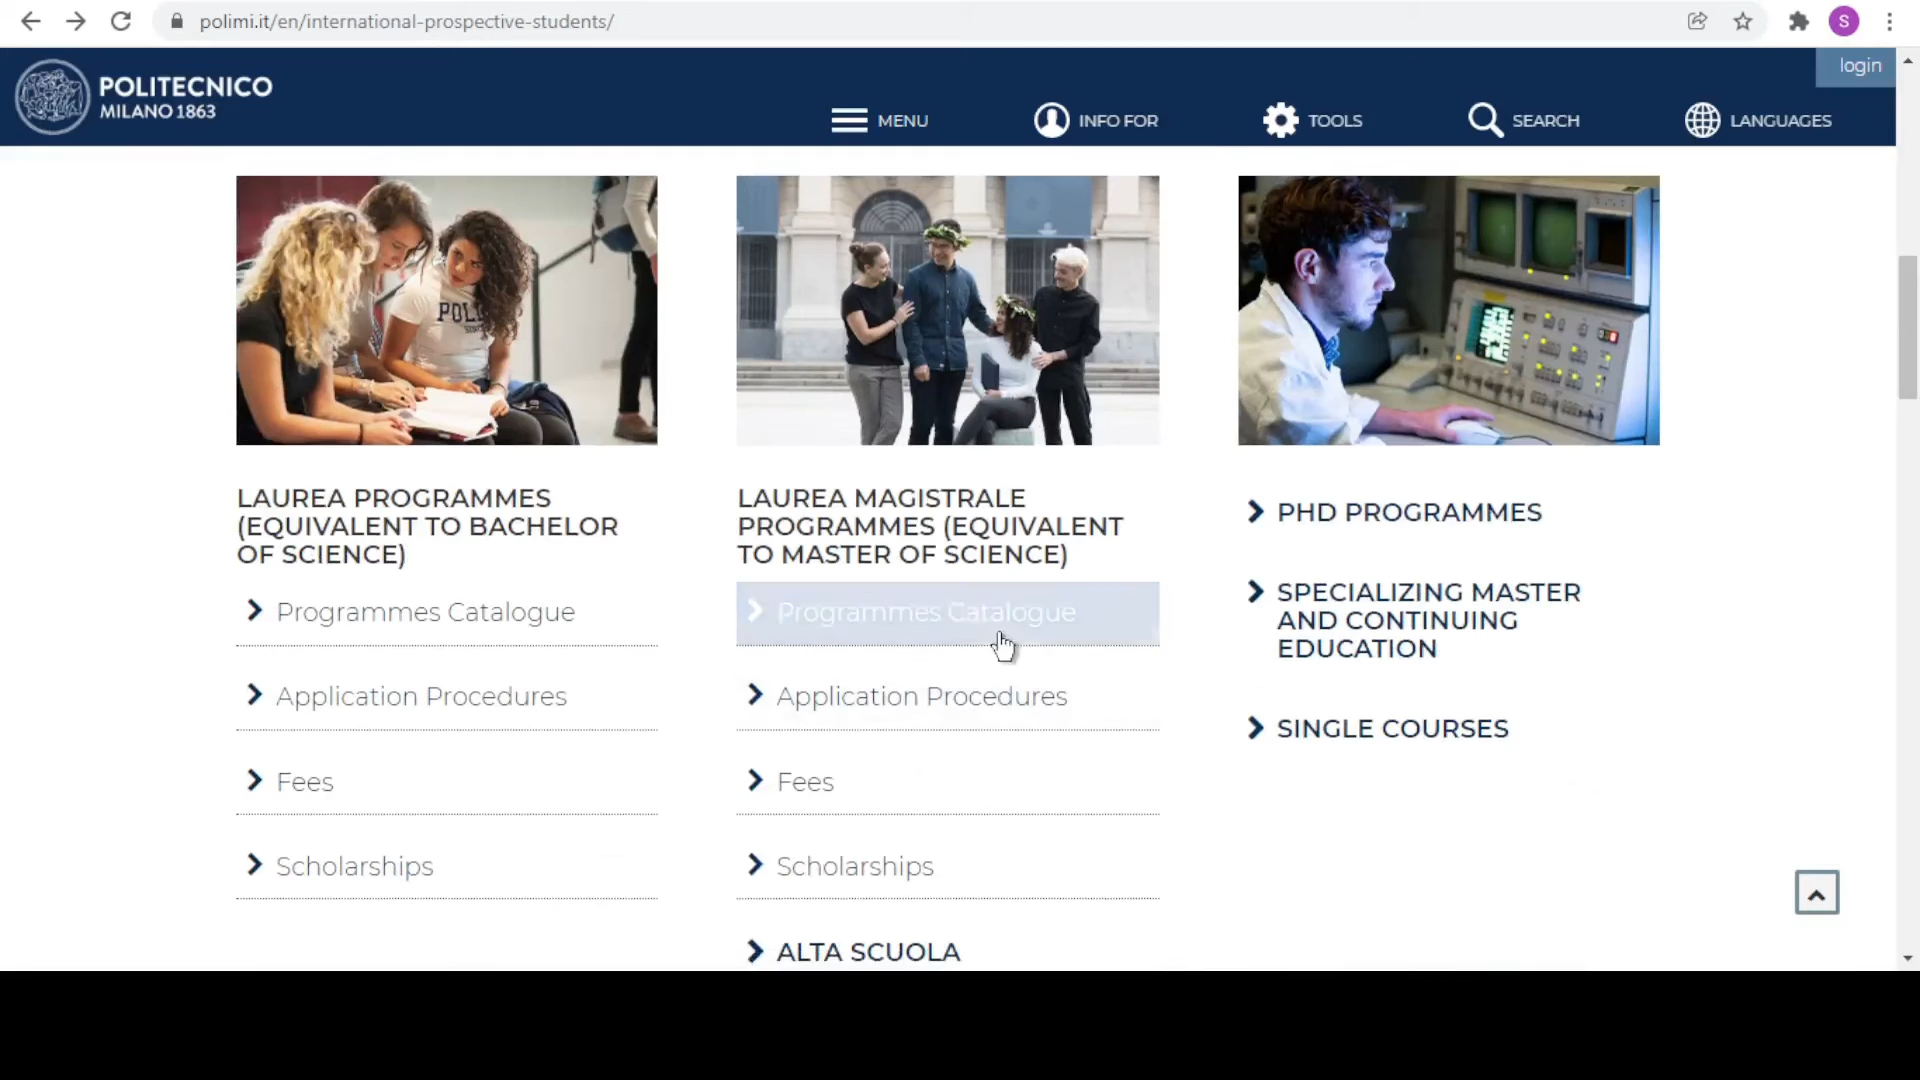 polimi.it/en/international-prospective-students/
S
login
POLITECNICO
MILANO 1863
MENU
INFO FOR
TOOLS
SEARCH
LANGUAGES
LAUREA PROGRAMMES
(EQUIVALENT TO BACHELOR
OF SCIENCE)
Programmes Catalogue
Application Procedures
Fees
Scholarships
LAUREA MAGISTRALE
PROGRAMMES (EQUIVALENT
TO MASTER OF SCIENCE)
Programmes Catalogue
Application Procedures
Fees
Scholarships
ALTA SCUOLA
PHD PROGRAMMES
SPECIALIZING MASTER
AND CONTINUING
EDUCATION
SINGLE COURSES